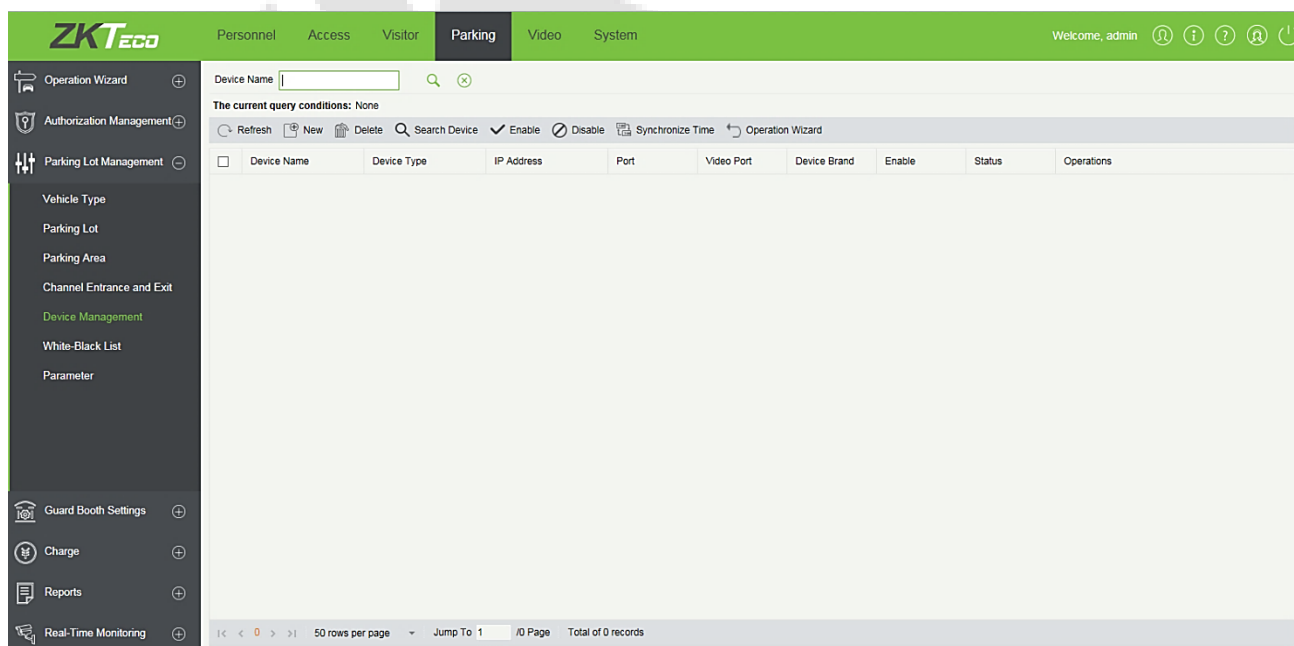 ZKTeco Personnel Access Visitor Parking Video System Welcome, admin
Operation Wizard
Authorization Management
Parking Lot Management
Vehicle Type
Parking Lot
Parking Area
Channel Entrance and Exit
Device Management
White-Black List
Parameter
Guard Booth Settings
Charge
Reports
Real-Time Monitoring
Device Name
The current query conditions: None
Refresh New Delete Search Device Enable Disable Synchronize Time Operation Wizard
Device Name Device Type IP Address Port Video Port Device Brand Enable Status Operations
|< < 0 > >| 50 rows per page Jump To 1 /0 Page Total of 0 records